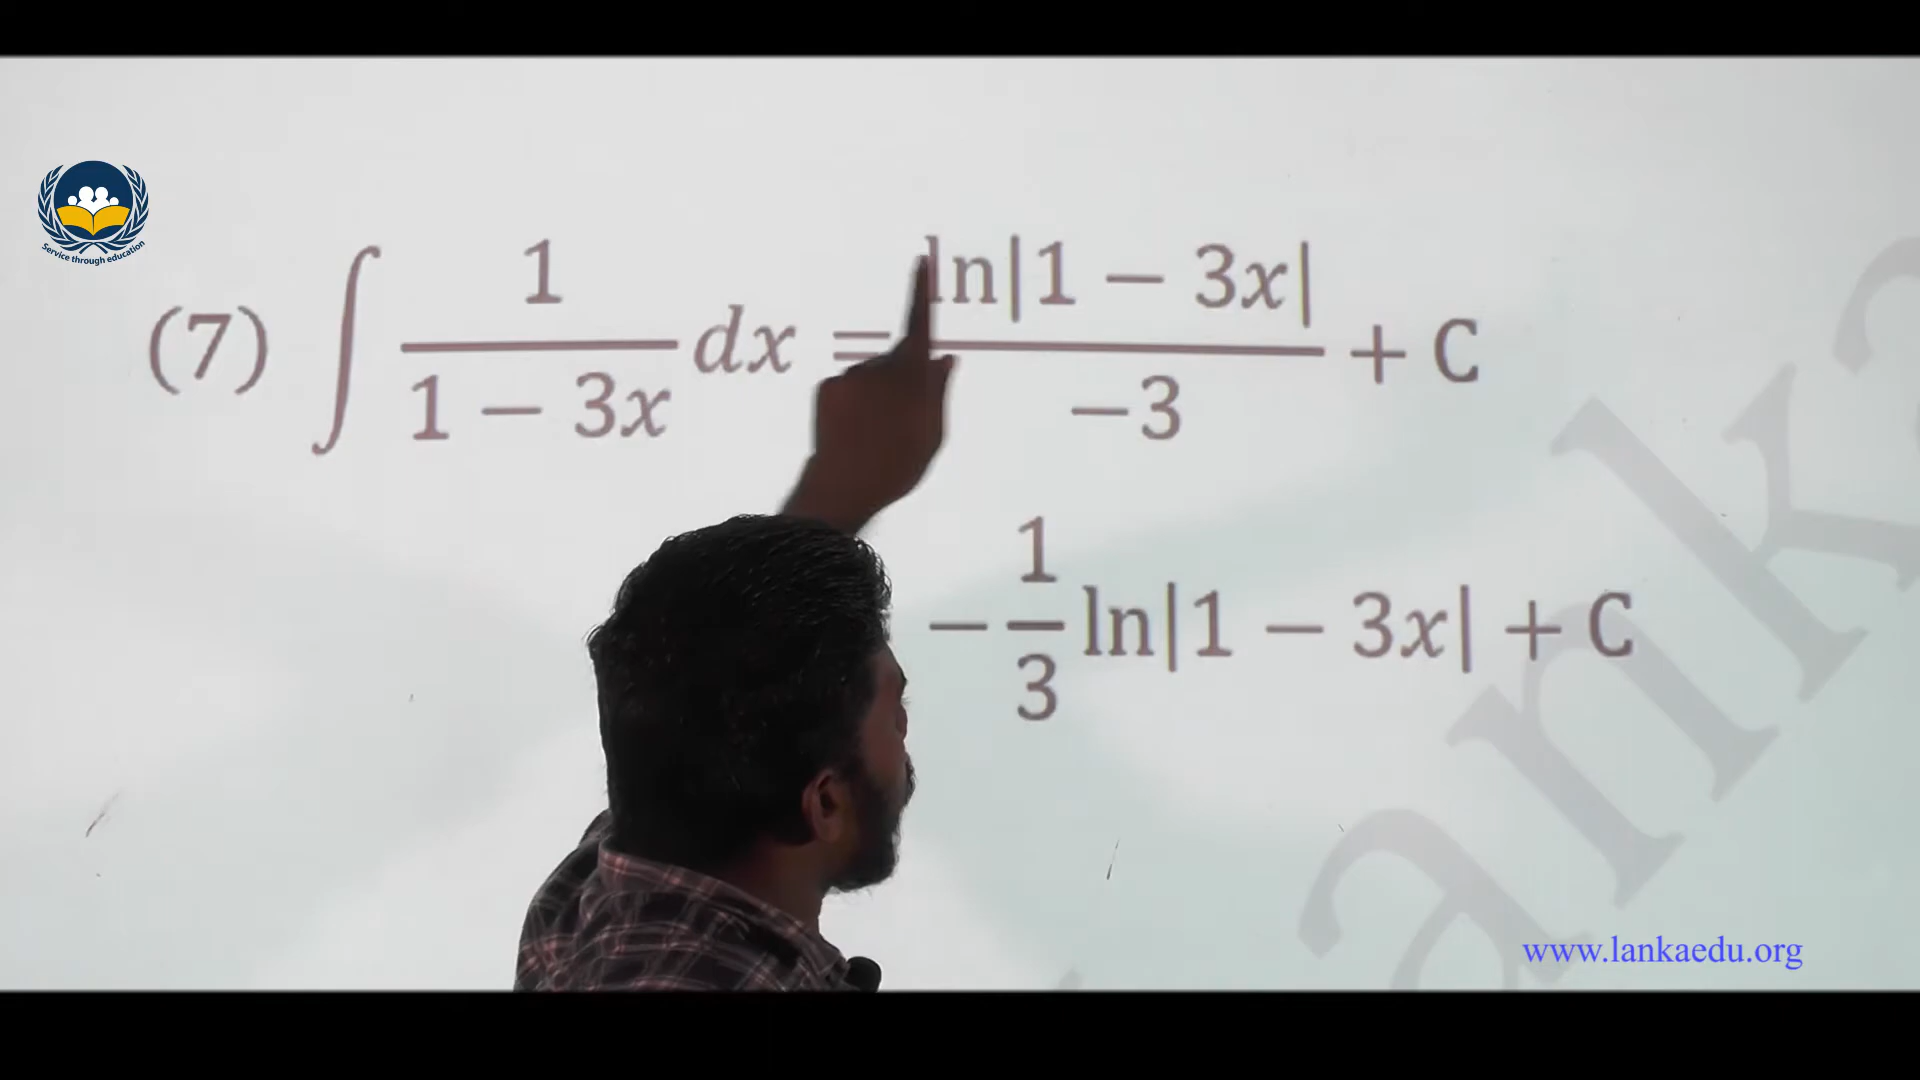 Service through education
(7) ∫ 1/(1 − 3x) dx = ln|1 − 3x|/−3 + C
−1/3 ln|1 − 3x| + C
www.lankaedu.org